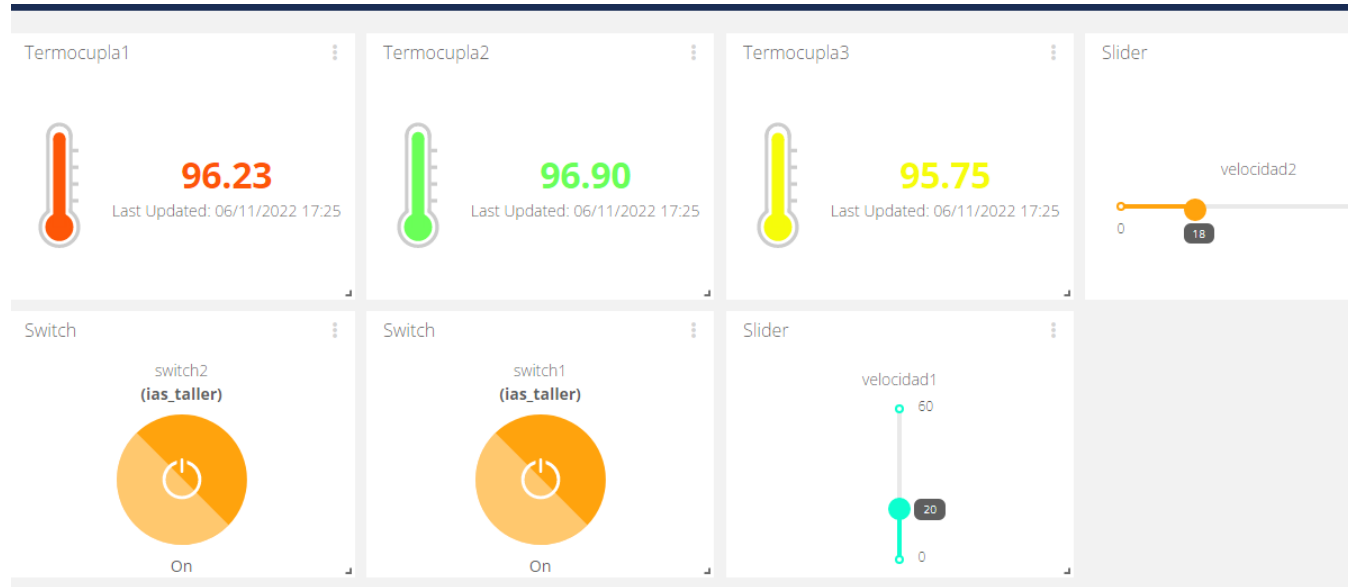 Termocupla1
96.23
Last Updated: 06/11/2022 17:25
Termocupla2
96.90
Last Updated: 06/11/2022 17:25
Termocupla3
95.75
Last Updated: 06/11/2022 17:25
Slider
velocidad2
0
18
Switch
switch2
(ias_taller)
On
Switch
switch1
(ias_taller)
On
Slider
velocidad1
60
20
0